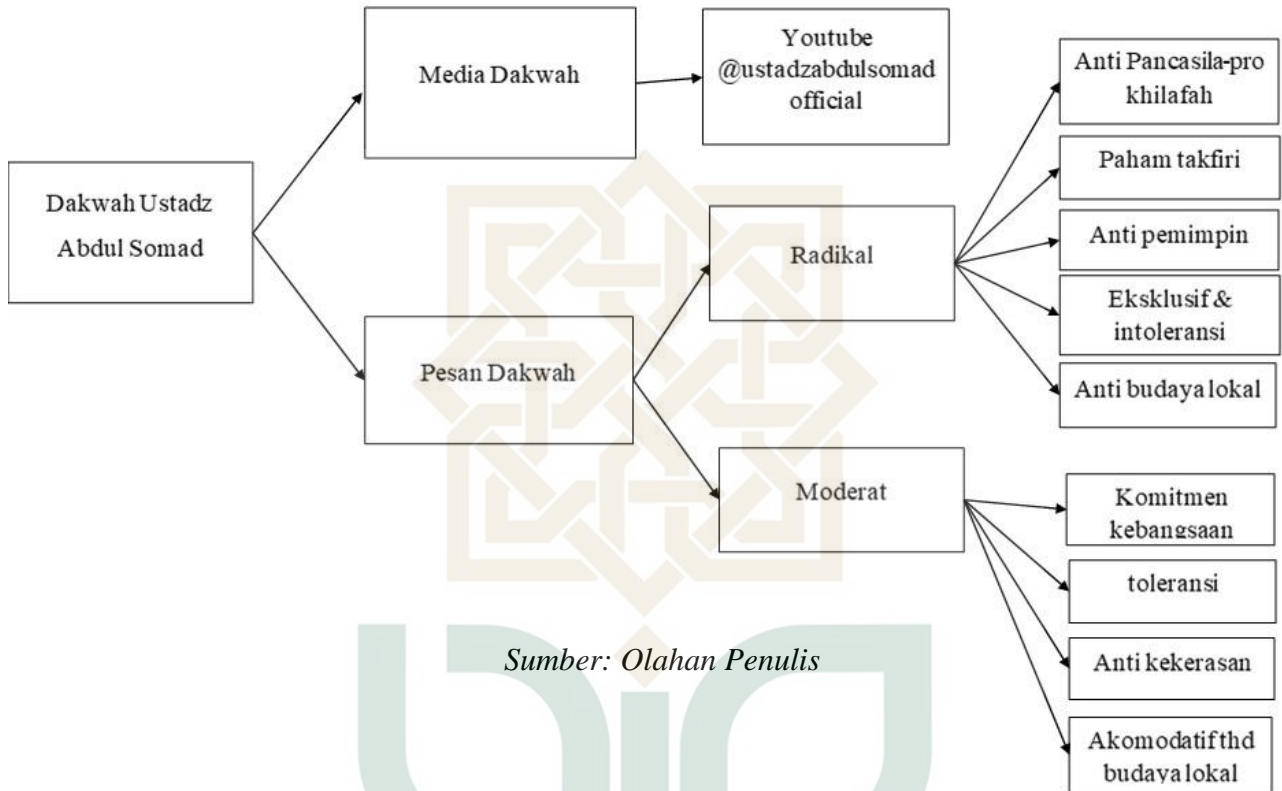 Dakwah Ustadz
Abdul Somad
Media Dakwah
Youtube
@ustadzabdulsomad
official
Pesan Dakwah
Radikal
Anti Pancasila-pro
khilafah
Paham takfiri
Anti pemimpin
Eksklusif &
intoleransi
Anti budaya lokal
Moderat
Komitmen
kebangsaan
toleransi
Anti kekerasan
Akomodatif thd
budaya lokal
Sumber: Olahan Penulis